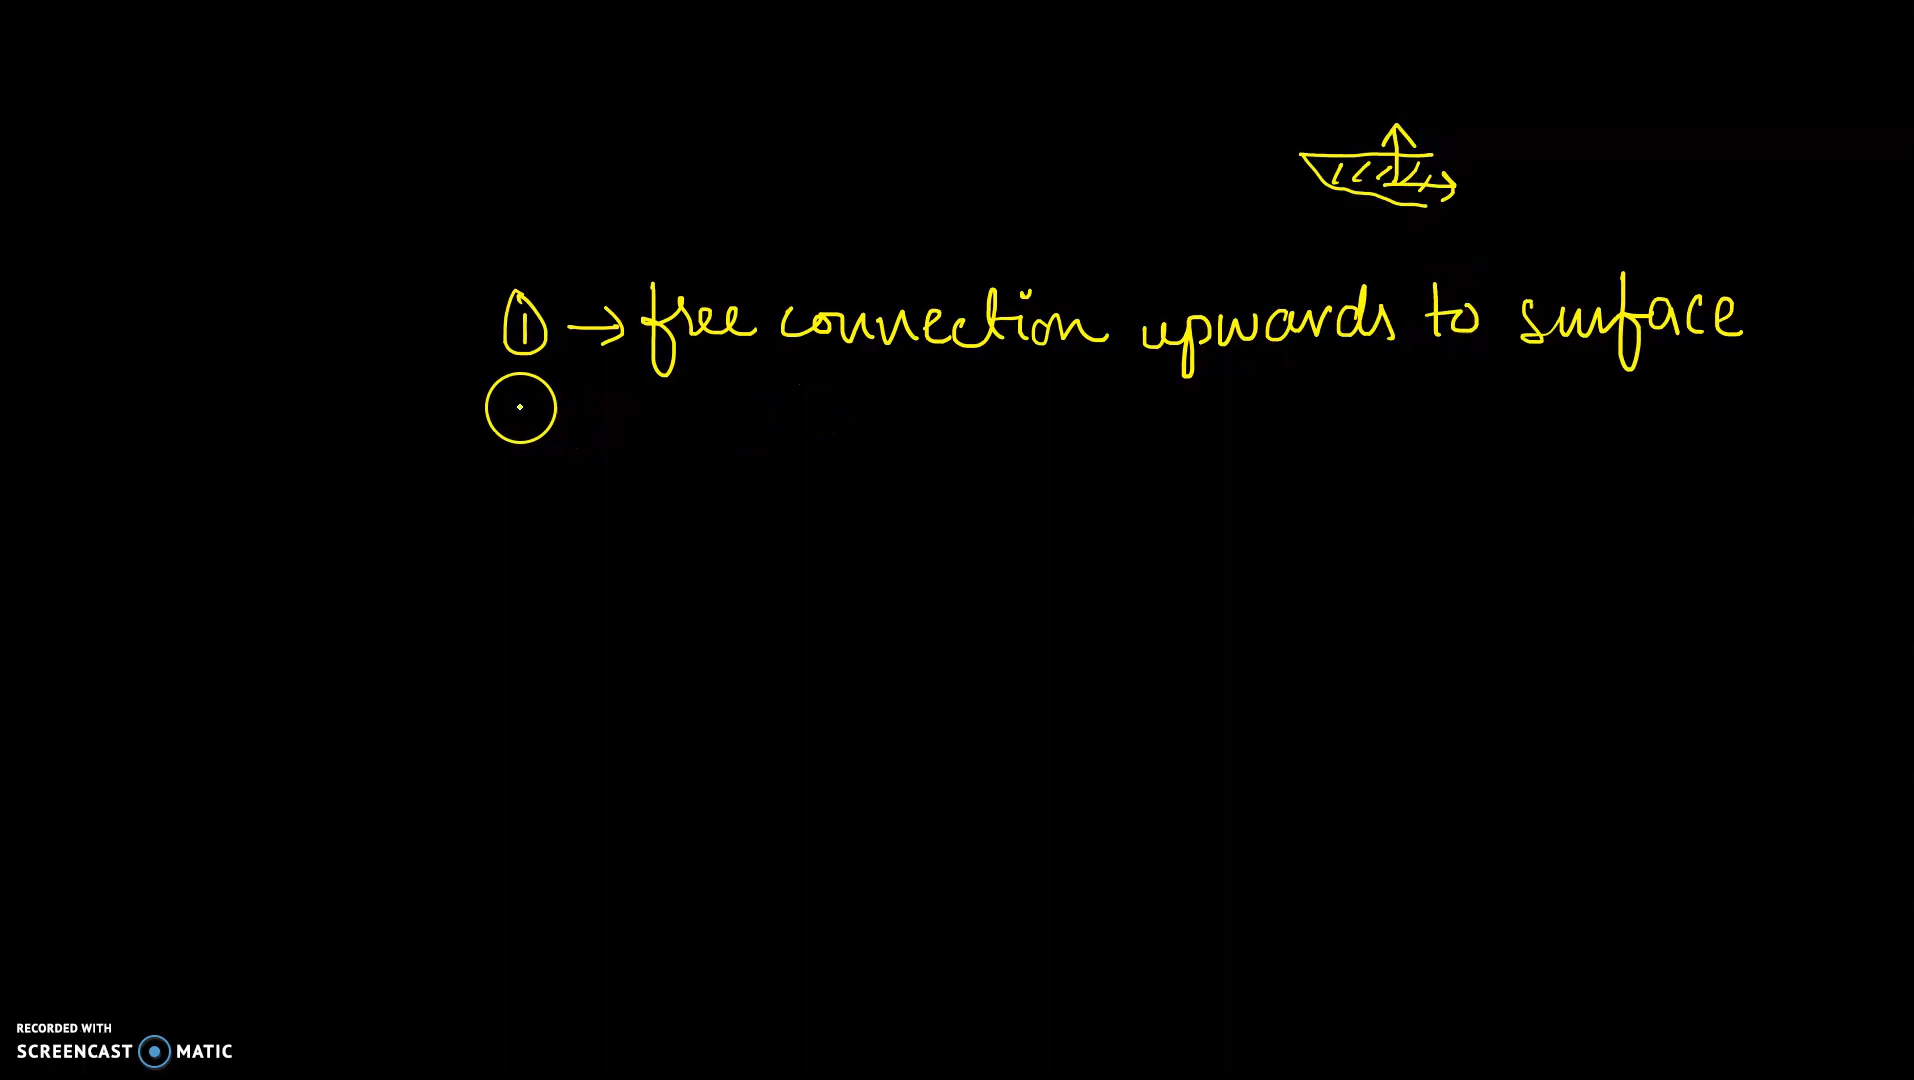 ① → free connection upwards to surface
RECORDED WITH
SCREENCAST MATIC